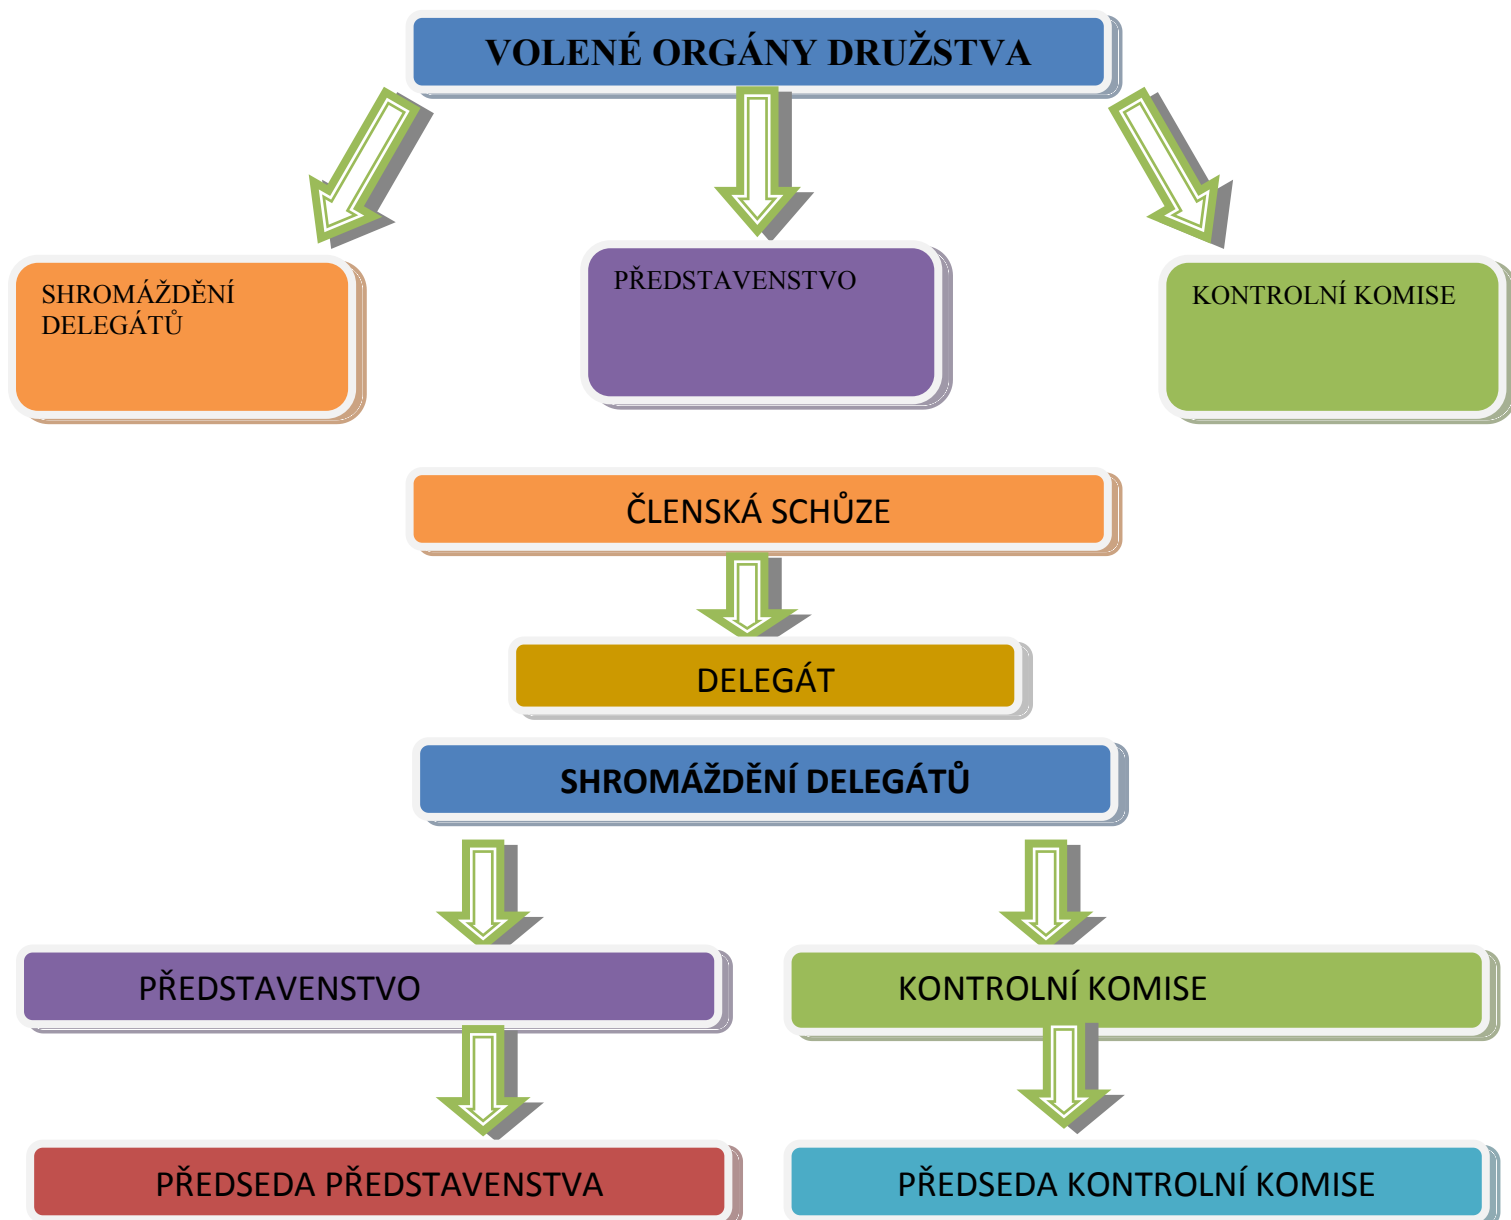 VOLENÉ ORGÁNY DRUŽSTVA
SHROMÁŽDĚNÍ
DELEGÁTŮ
PŘEDSTAVENSTVO
KONTROLNÍ KOMISE
ČLENSKÁ SCHŮZE
DELEGÁT
SHROMÁŽDĚNÍ DELEGÁTŮ
PŘEDSTAVENSTVO
KONTROLNÍ KOMISE
PŘEDSEDA PŘEDSTAVENSTVA
PŘEDSEDA KONTROLNÍ KOMISE